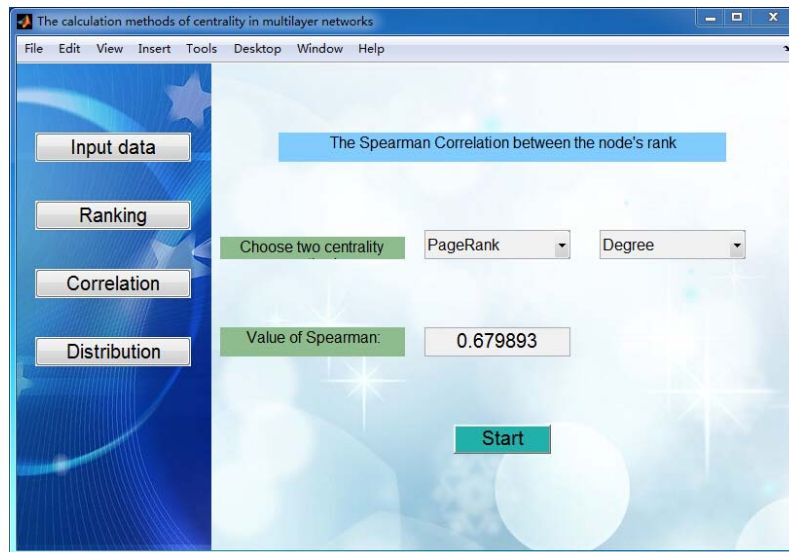 The calculation methods of centrality in multilayer networks
File Edit View Insert Tools Desktop Window Help
Input data
The Spearman Correlation between the node's rank
Ranking
Choose two centrality
PageRank
Degree
Correlation
Value of Spearman:
0.679893
Distribution
Start